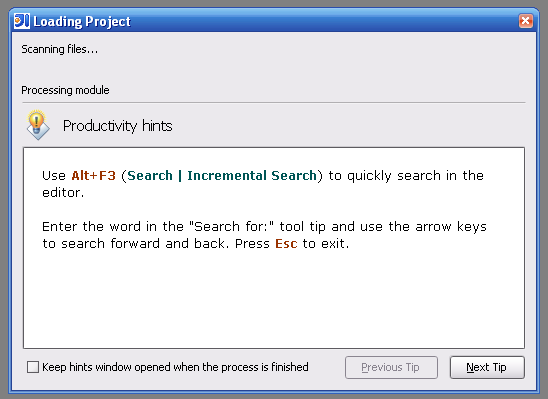 Loading Project
Scanning files...
Processing module
Productivity hints
Use Alt+F3 (Search | Incremental Search) to quickly search in the
editor.
Enter the word in the "Search for:" tool tip and use the arrow keys
to search forward and back. Press Esc to exit.
Keep hints window opened when the process is finished
Previous Tip
Next Tip